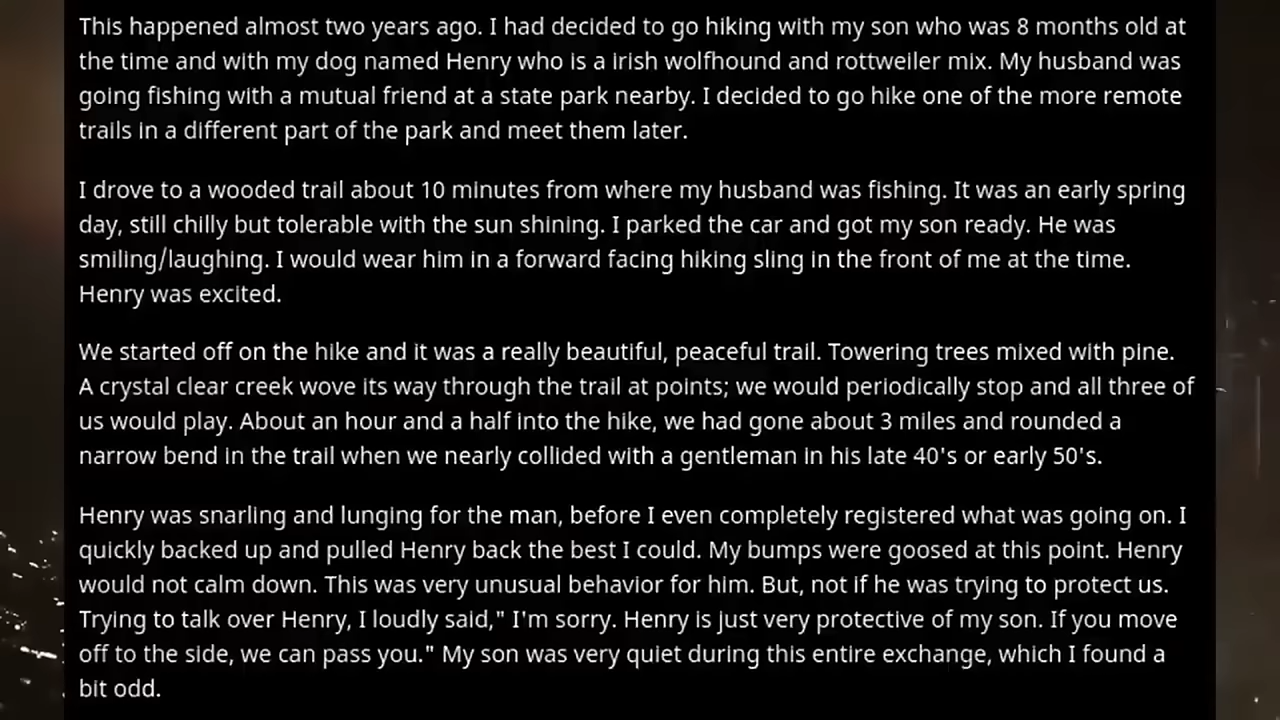 This happened almost two years ago. I had decided to go hiking with my son who was 8 months old at
the time and with my dog named Henry who is a irish wolfhound and rottweiler mix. My husband was
going fishing with a mutual friend at a state park nearby. I decided to go hike one of the more remote
trails in a different part of the park and meet them later.
I drove to a wooded trail about 10 minutes from where my husband was fishing. It was an early spring
day, still chilly but tolerable with the sun shining. I parked the car and got my son ready. He was
smiling/laughing. I would wear him in a forward facing hiking sling in the front of me at the time.
Henry was excited.
We started off on the hike and it was a really beautiful, peaceful trail. Towering trees mixed with pine.
A crystal clear creek wove its way through the trail at points; we would periodically stop and all three of
us would play. About an hour and a half into the hike, we had gone about 3 miles and rounded a
narrow bend in the trail when we nearly collided with a gentleman in his late 40's or early 50's.
Henry was snarling and lunging for the man, before I even completely registered what was going on. I
quickly backed up and pulled Henry back the best I could. My bumps were goosed at this point. Henry
would not calm down. This was very unusual behavior for him. But, not if he was trying to protect us.
Trying to talk over Henry, I loudly said," I'm sorry. Henry is just very protective of my son. If you move
off to the side, we can pass you." My son was very quiet during this entire exchange, which I found a
bit odd.